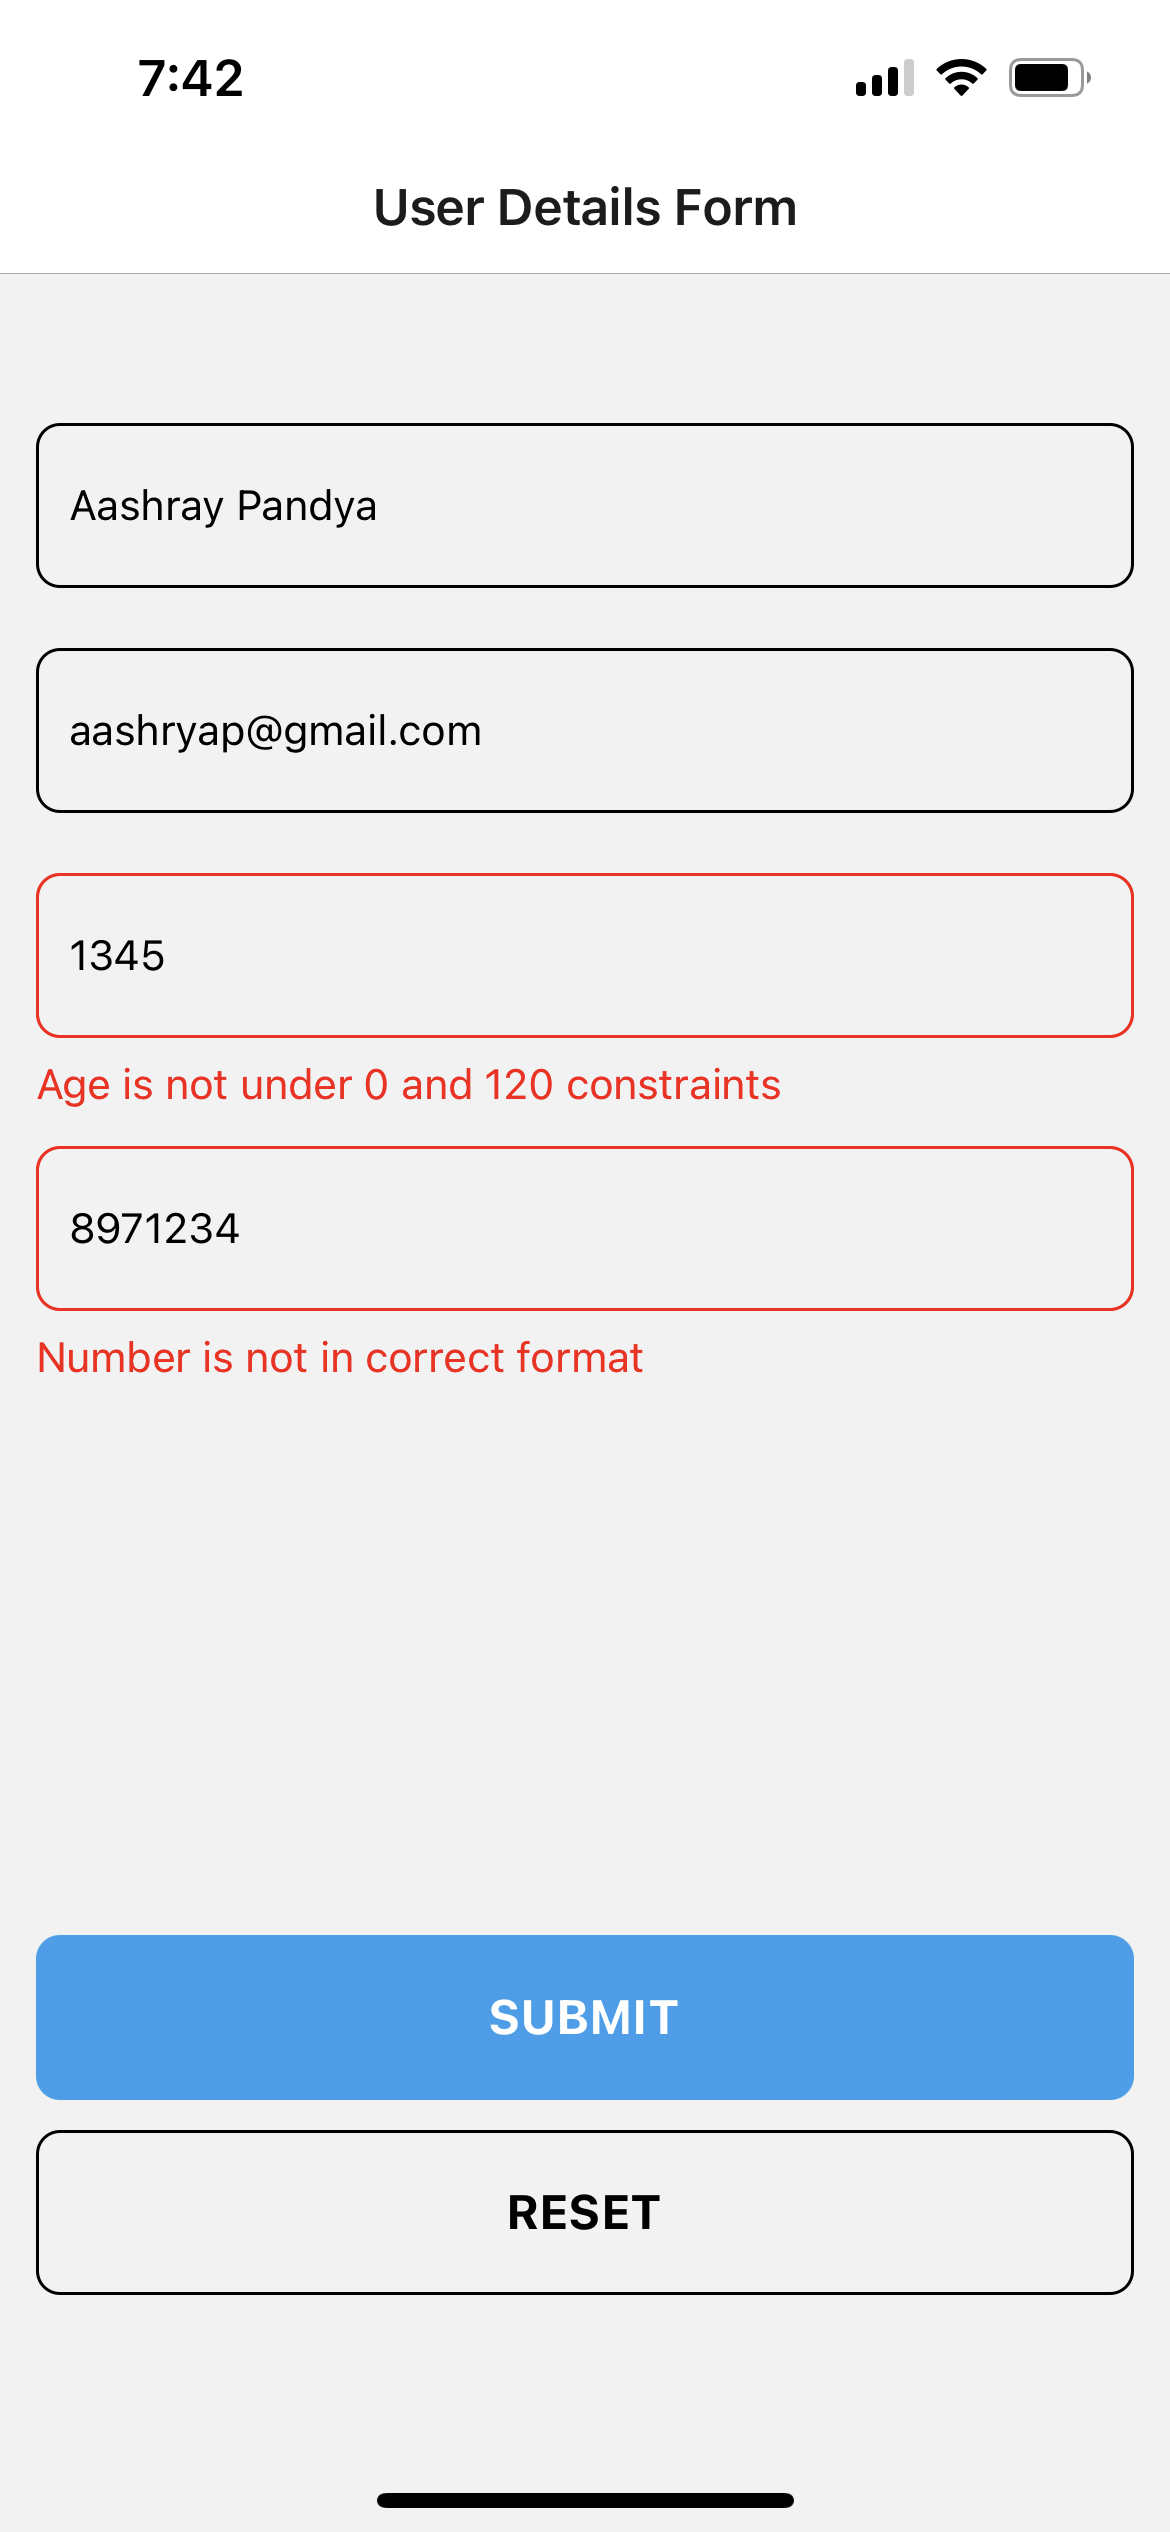 7:42
User Details Form
Aashray Pandya
aashryap@gmail.com
1345
Age is not under 0 and 120 constraints
8971234
Number is not in correct format
SUBMIT
RESET